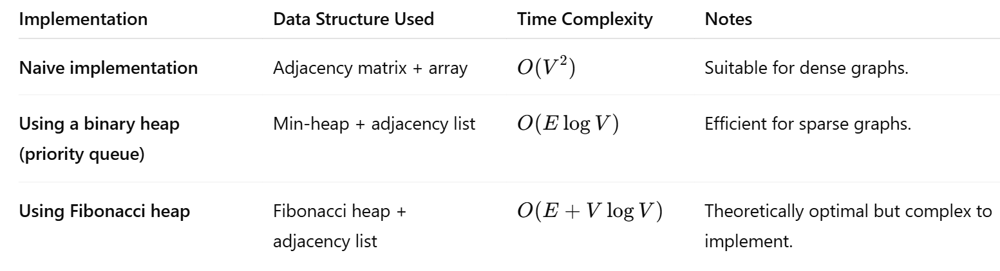 Implementation Data Structure Used Time Complexity Notes
Naive implementation Adjacency matrix + array O(V²) Suitable for dense graphs.
Using a binary heap Min-heap + adjacency list O(E log V) Efficient for sparse graphs.
(priority queue)
Using Fibonacci heap Fibonacci heap + O(E + V log V) Theoretically optimal but complex to
adjacency list implement.